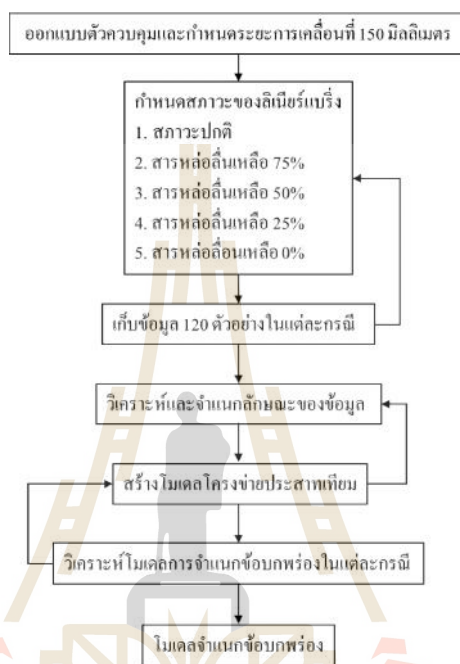 ออกแบบตัวควบคุมและกำหนดระยะการเคลื่อนที่ 150 มิลลิเมตร
กำหนดสภาวะของลิเนียร์แบริ่ง
1. สภาวะปกติ
2. สารหล่อลื่นเหลือ 75%
3. สารหล่อลื่นเหลือ 50%
4. สารหล่อลื่นเหลือ 25%
5. สารหล่อลื่อนเหลือ 0%
เก็บข้อมูล 120 ตัวอย่างในแต่ละกรณี
วิเคราะห์และจำแนกลักษณะของข้อมูล
สร้างโมเดลโครงข่ายประสาทเทียม
วิเคราะห์โมเดลการจำแนกข้อบกพร่องในแต่ละกรณี
โมเดลจำแนกข้อบกพร่อง